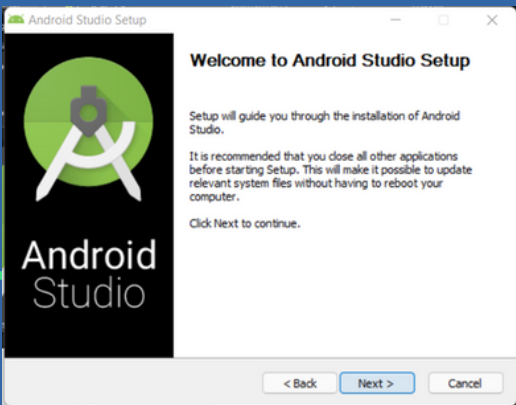 Android Studio Setup
Welcome to Android Studio Setup
Setup will guide you through the installation of Android
Studio.
It is recommended that you close all other applications
before starting Setup. This will make it possible to update
relevant system files without having to reboot your
computer.
Click Next to continue.
Android
Studio
< Back
Next >
Cancel